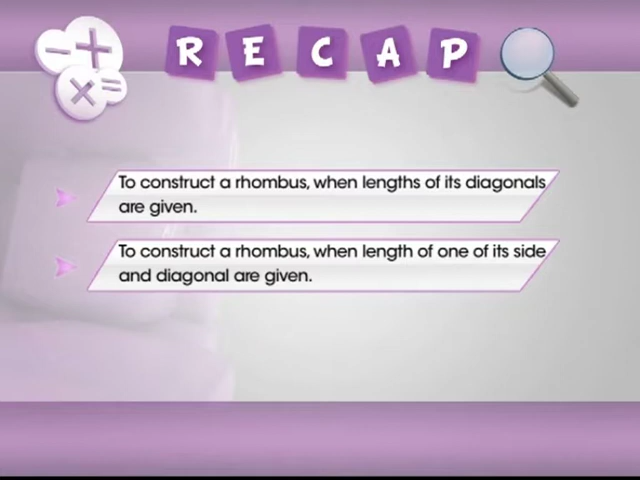 RECAP
To construct a rhombus, when lengths of its diagonals
are given.
To construct a rhombus, when length of one of its side
and diagonal are given.